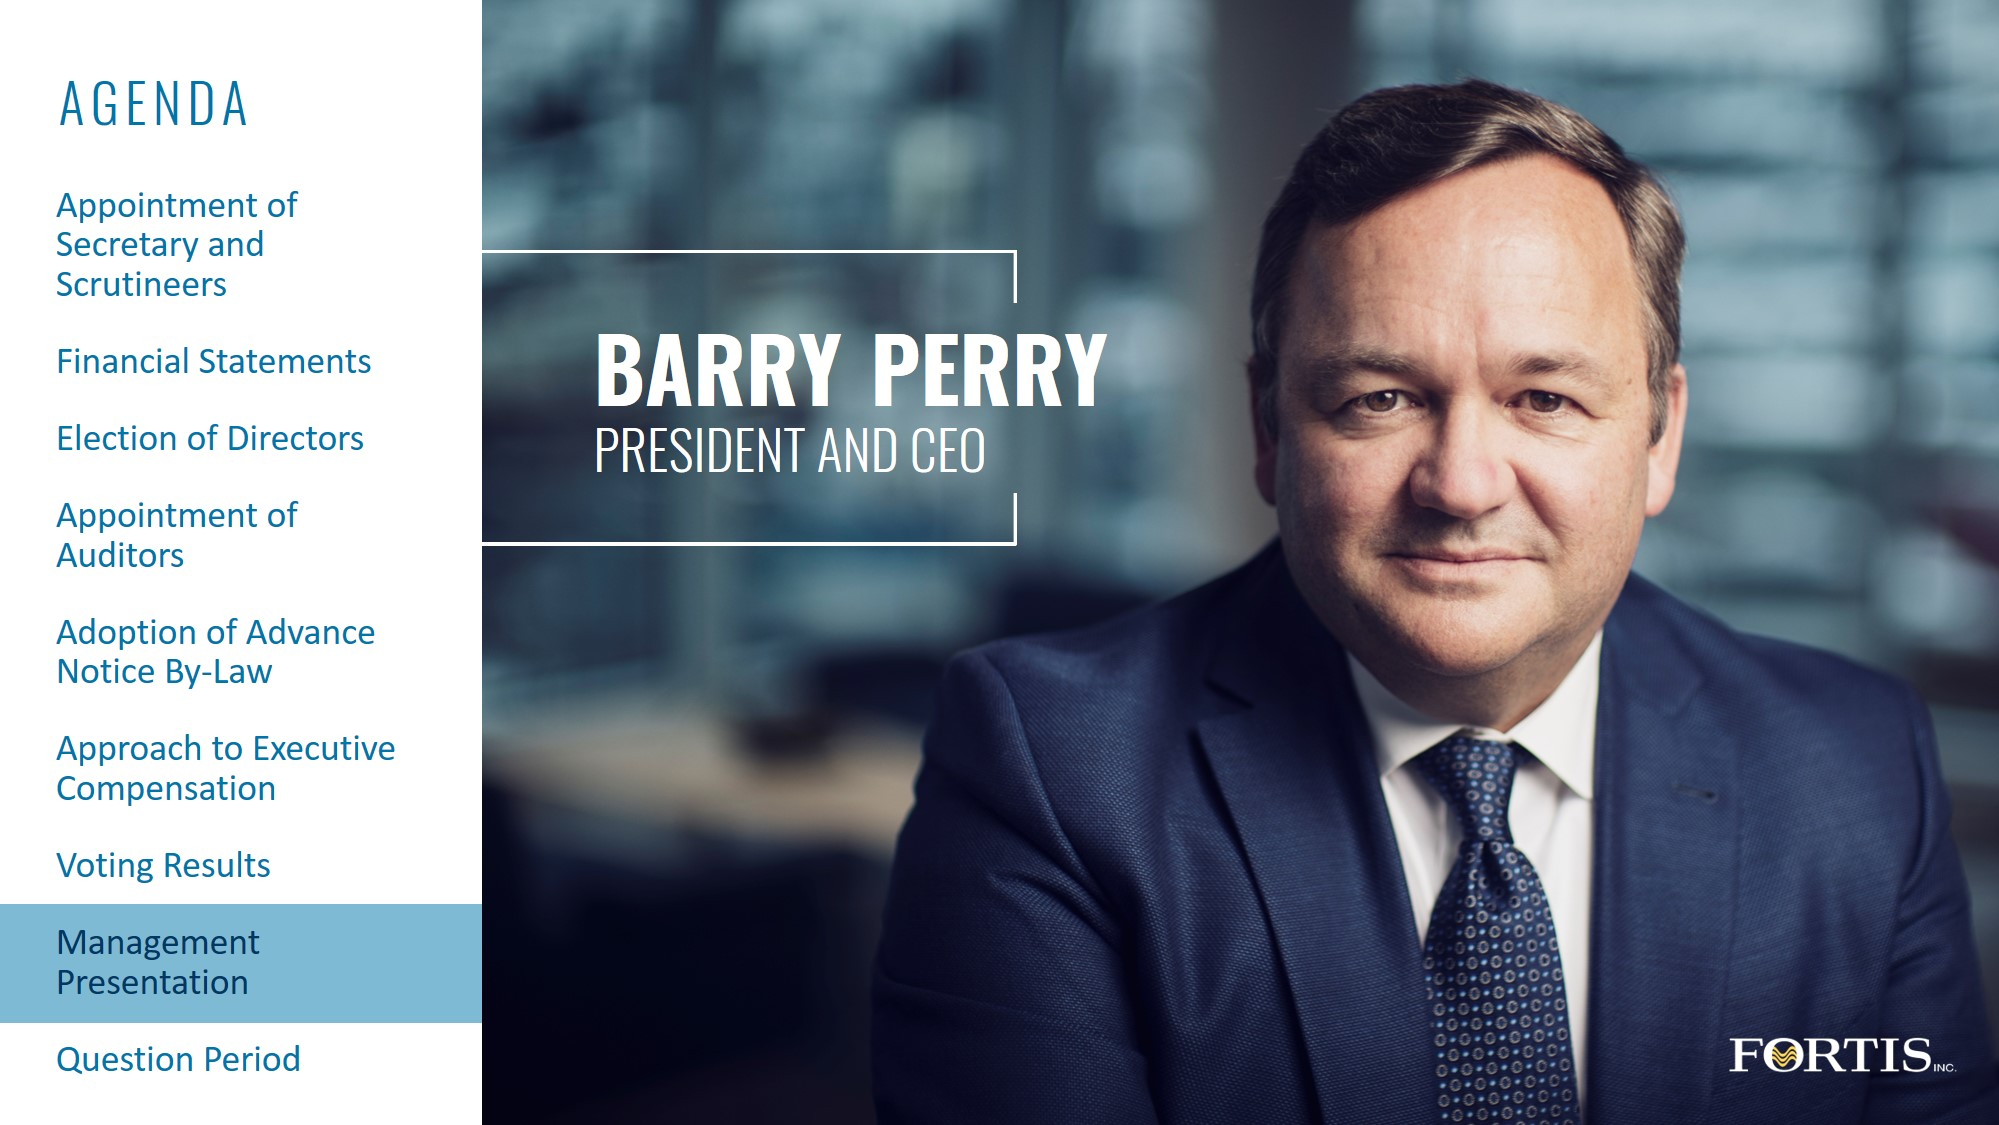 AGENDA
Appointment of
Secretary and
Scrutineers
Financial Statements
Election of Directors
Appointment of
Auditors
Adoption of Advance
Notice By-Law
Approach to Executive
Compensation
Voting Results
Management
Presentation
Question Period
BARRY PERRY
PRESIDENT AND CEO
FORTIS INC.